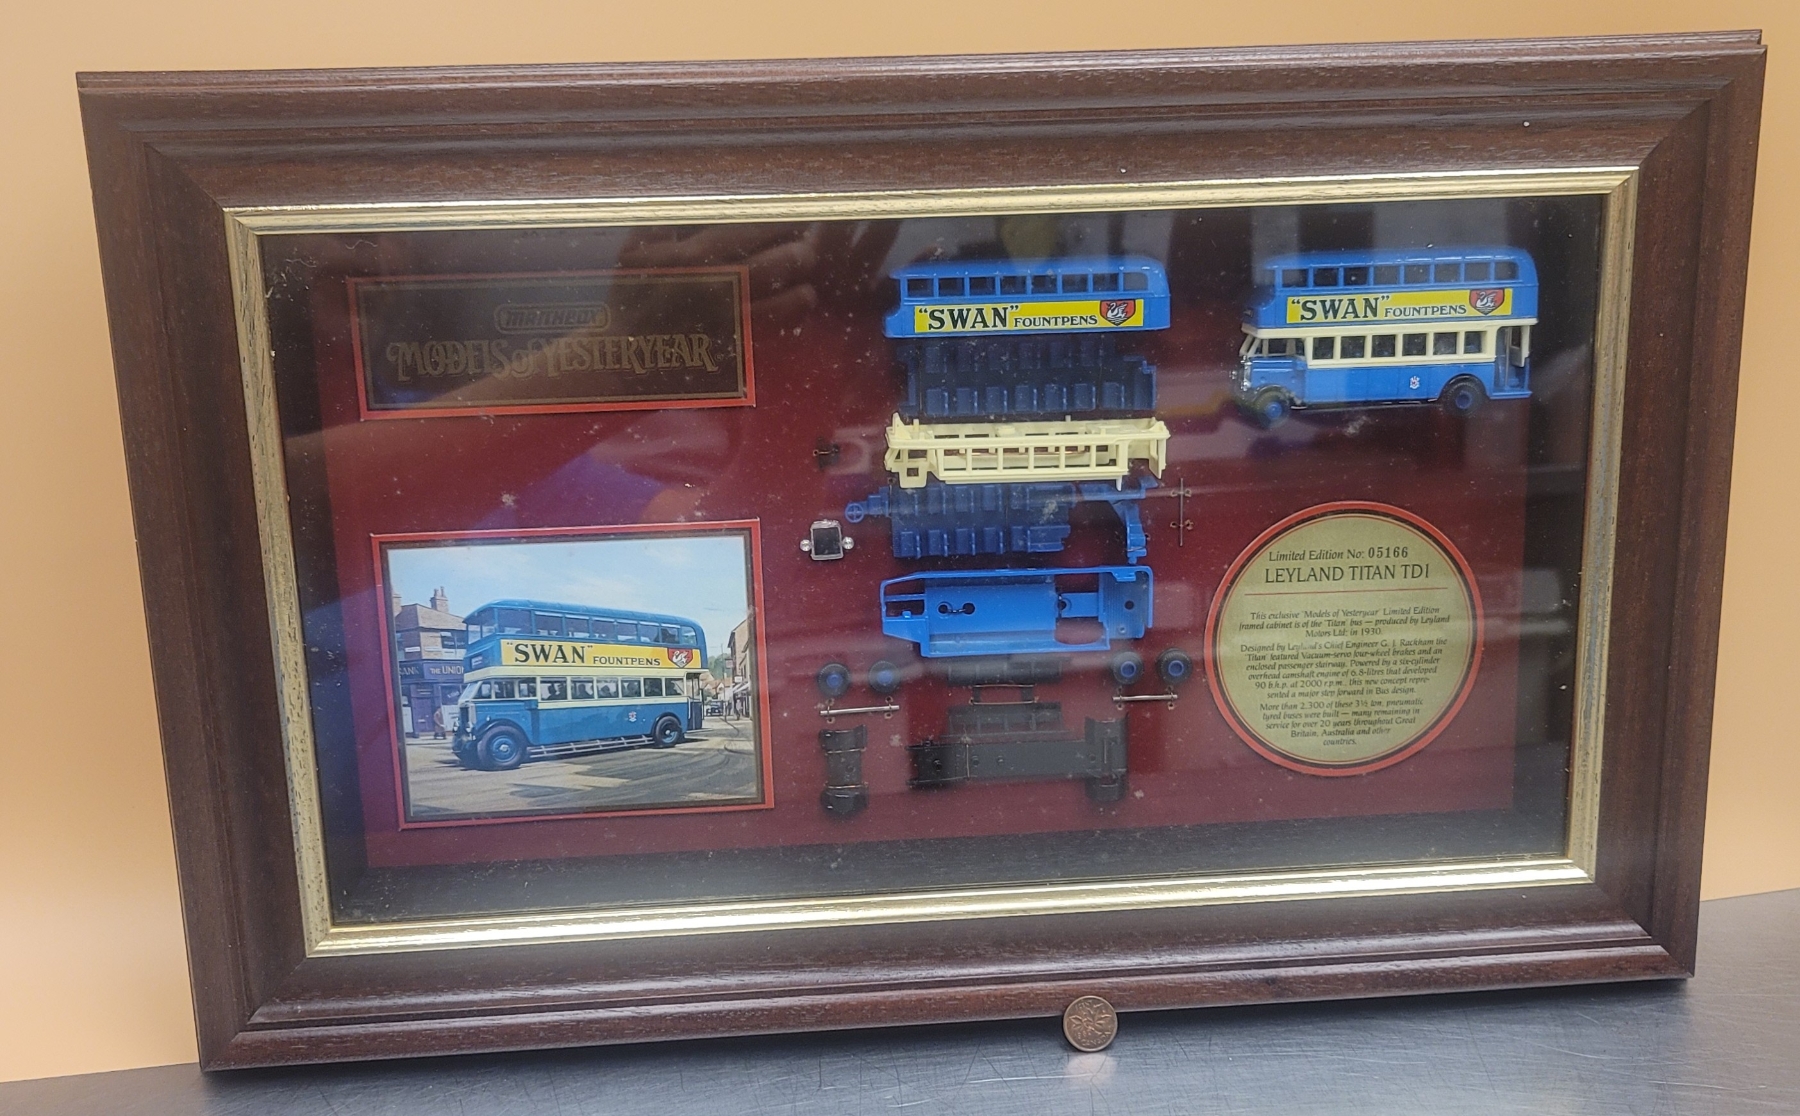 MATCHBOX
MODELS of YESTERYEAR
"SWAN" FOUNTPENS
"SWAN" FOUNTPENS
"SWAN" FOUNTPENS
THE UNION
Limited Edition No: 05166
LEYLAND TITAN TD1
This exclusive 'Models of Yesteryear' Limited Edition
framed cabinet is of the 'Titan' bus — produced by Leyland
Motors Ltd: in 1930.
Designed by Leyland's Chief Engineer G. J. Rackham the
'Titan' featured Vacuum-servo four-wheel brakes and an
enclosed passenger stairway. Powered by a six-cylinder
overhead camshaft engine of 6.8-litres that developed
90 b.h.p. at 2000 r.p.m., this new concept repre-
sented a major step forward in Bus design.
More than 2,300 of these 3½ ton, pneumatic
tyred buses were built — many remaining in
service for over 20 years throughout Great
Britain, Australia and other
countries.